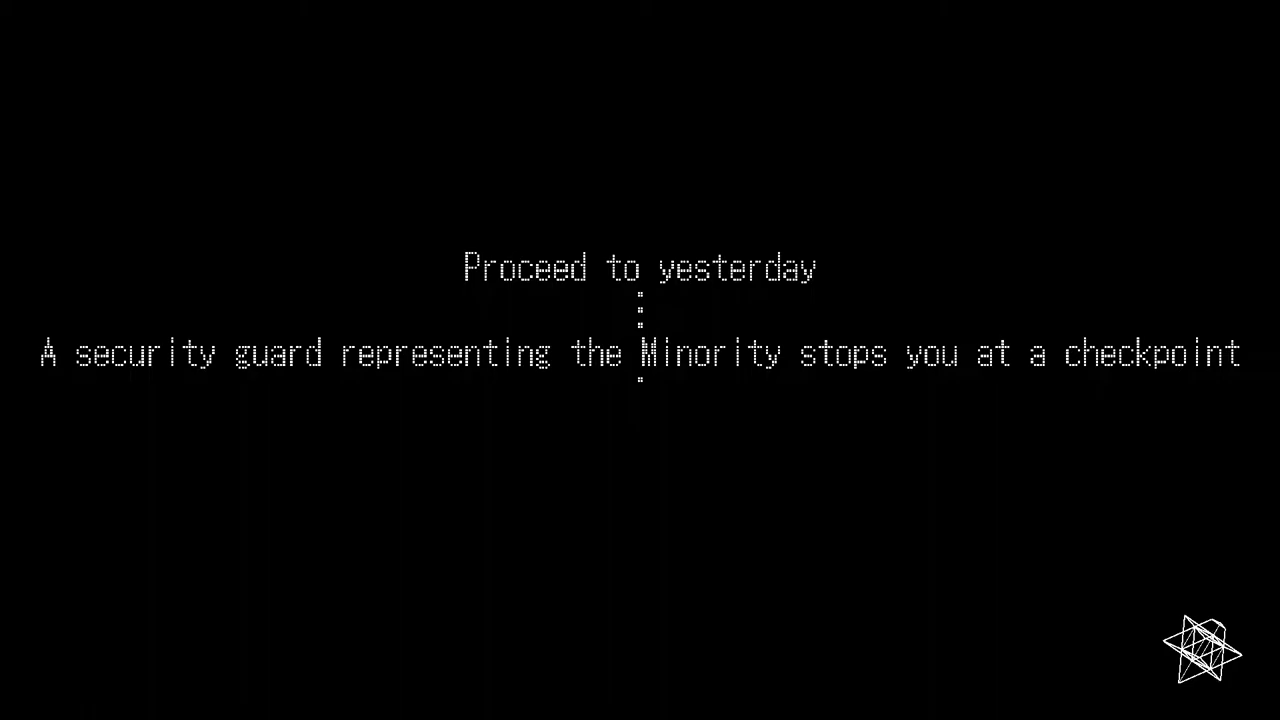 Proceed to yesterday
A security guard representing the Minority stops you at a checkpoint